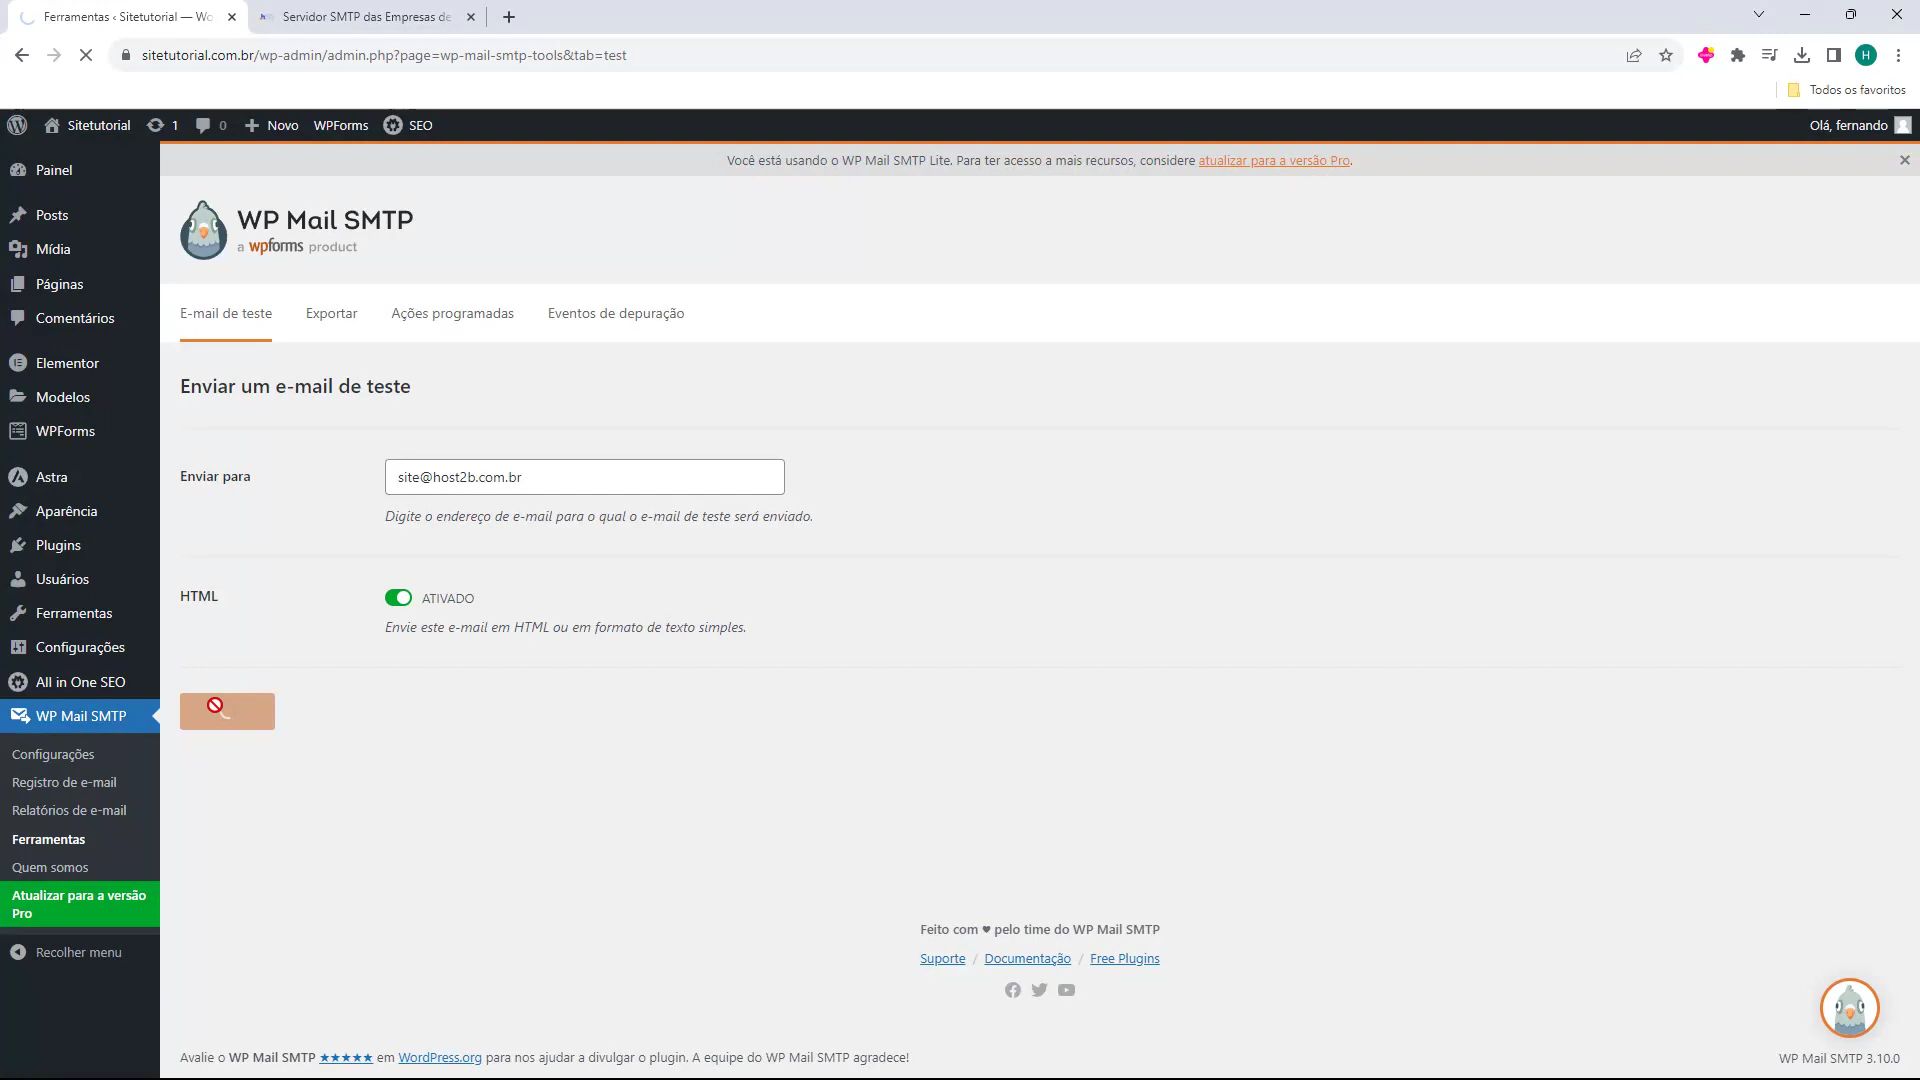 Ferramentas ‹ Sitetutorial — Wo
Servidor SMTP das Empresas de
sitetutorial.com.br/wp-admin/admin.php?page=wp-mail-smtp-tools&tab=test
H
Todos os favoritos
Sitetutorial
1
0
Novo
WPForms
SEO
Olá, fernando
Painel
Posts
Mídia
Páginas
Comentários
Elementor
Modelos
WPForms
Astra
Aparência
Plugins
Usuários
Ferramentas
Configurações
All in One SEO
WP Mail SMTP
Configurações
Registro de e-mail
Relatórios de e-mail
Ferramentas
Quem somos
Atualizar para a versão
Pro
Recolher menu
Você está usando o WP Mail SMTP Lite. Para ter acesso a mais recursos, considere atualizar para a versão Pro.
WP Mail SMTP
a wpforms product
E-mail de teste
Exportar
Ações programadas
Eventos de depuração
Enviar um e-mail de teste
Enviar para
site@host2b.com.br
Digite o endereço de e-mail para o qual o e-mail de teste será enviado.
HTML
ATIVADO
Envie este e-mail em HTML ou em formato de texto simples.
Feito com ♥ pelo time do WP Mail SMTP
Suporte / Documentação / Free Plugins
Avalie o WP Mail SMTP ★★★★★ em WordPress.org para nos ajudar a divulgar o plugin. A equipe do WP Mail SMTP agradece!
WP Mail SMTP 3.10.0